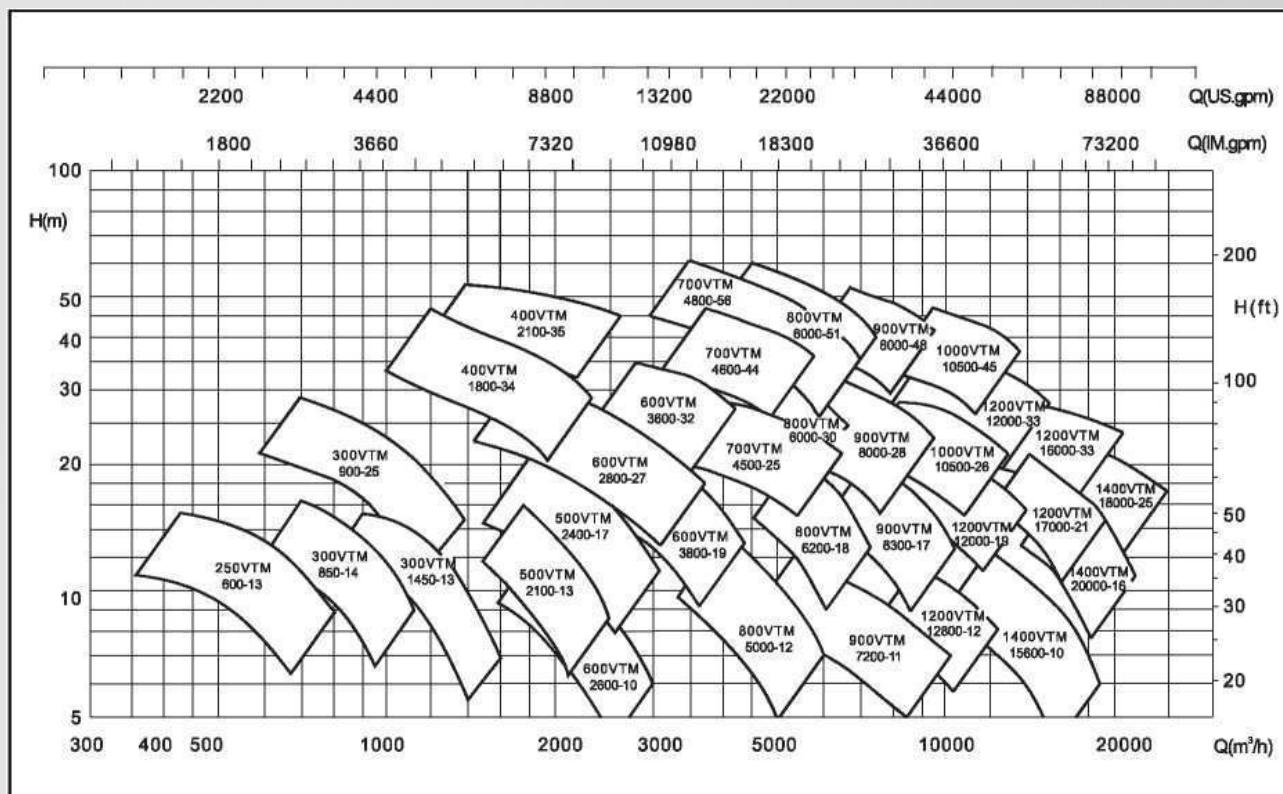 2200 4400 8800 13200 22000 44000 88000 Q(US.gpm)
1800 3660 7320 10980 18300 36600 73200 Q(IM.gpm)
100
H(m)
200
50
H(ft)
40
100
30
20
50
40
10
30
20
5
700VTM
4800-56
800VTM
6000-51
400VTM
2100-35
900VTM
8000-48
1000VTM
10500-45
700VTM
4600-44
400VTM
1800-34
600VTM
3600-32
800VTM
6000-30
1200VTM
12000-33
900VTM
8000-28
1200VTM
16000-33
300VTM
900-25
600VTM
2800-27
700VTM
4500-25
1000VTM
10500-26
1400VTM
18000-25
500VTM
2400-17
600VTM
3800-19
800VTM
6200-18
900VTM
8300-17
1200VTM
12000-19
1200VTM
17000-21
250VTM
600-13
300VTM
850-14
300VTM
1450-13
500VTM
2100-13
1400VTM
20000-16
600VTM
2600-10
800VTM
5000-12
900VTM
7200-11
1200VTM
12800-12
1400VTM
15600-10
300 400 500 1000 2000 3000 5000 10000 20000 Q(m³/h)